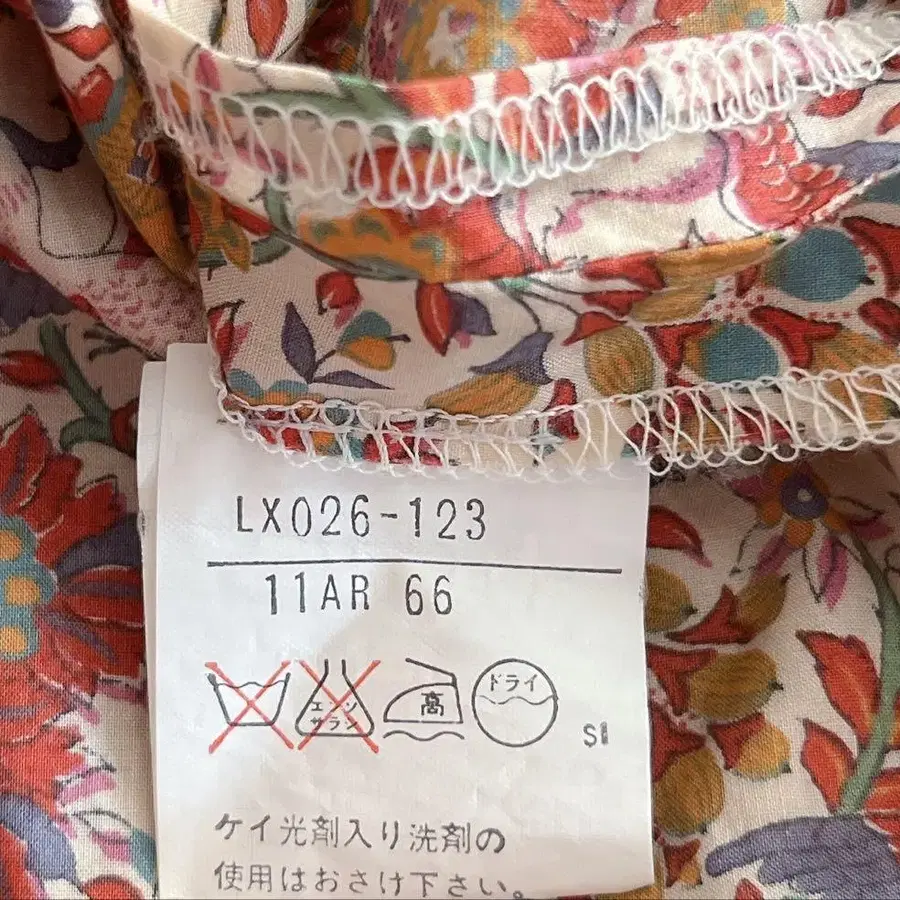 LX026-123
11AR 66
エンソ
サラシ
高
ドライ
SI
ケイ光剤入り洗剤の
使用はおさけ下さい。